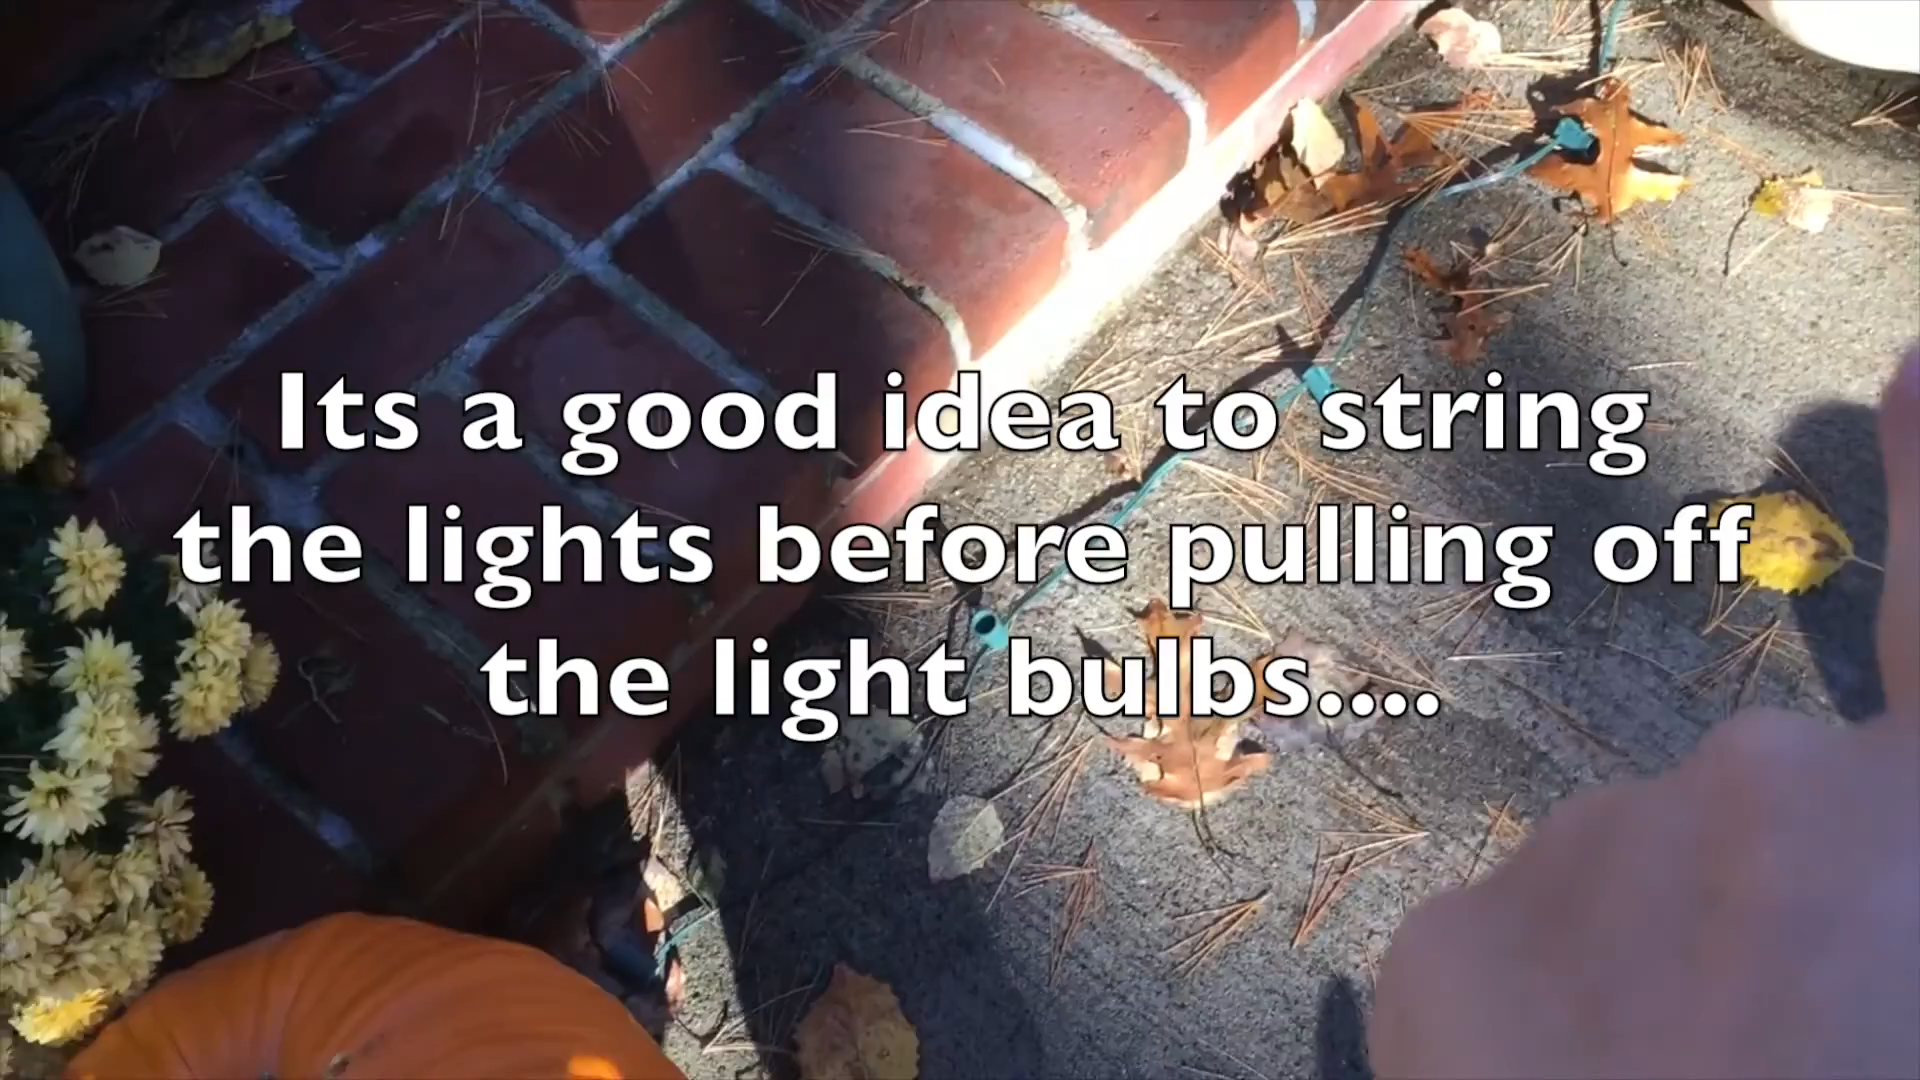 Its a good idea to string
the lights before pulling off
the light bulbs....